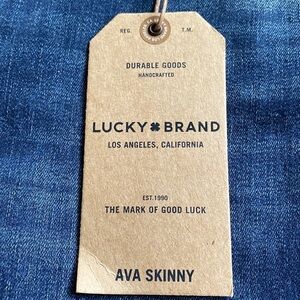 REG. T.M.
DURABLE GOODS
HANDCRAFTED
LUCKY BRAND
LOS ANGELES, CALIFORNIA
EST.1990
THE MARK OF GOOD LUCK
AVA SKINNY